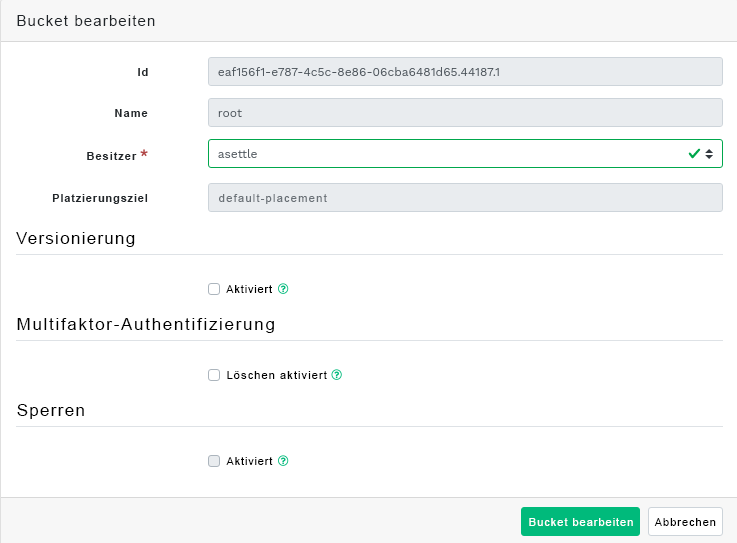 Bucket bearbeiten
Id eaf156f1-e787-4c5c-8e86-06cba6481d65.44187.1
Name root
Besitzer * asettle
Platzierungsziel default-placement
Versionierung
Aktiviert ?
Multifaktor-Authentifizierung
Löschen aktiviert ?
Sperren
Aktiviert ?
Bucket bearbeiten Abbrechen